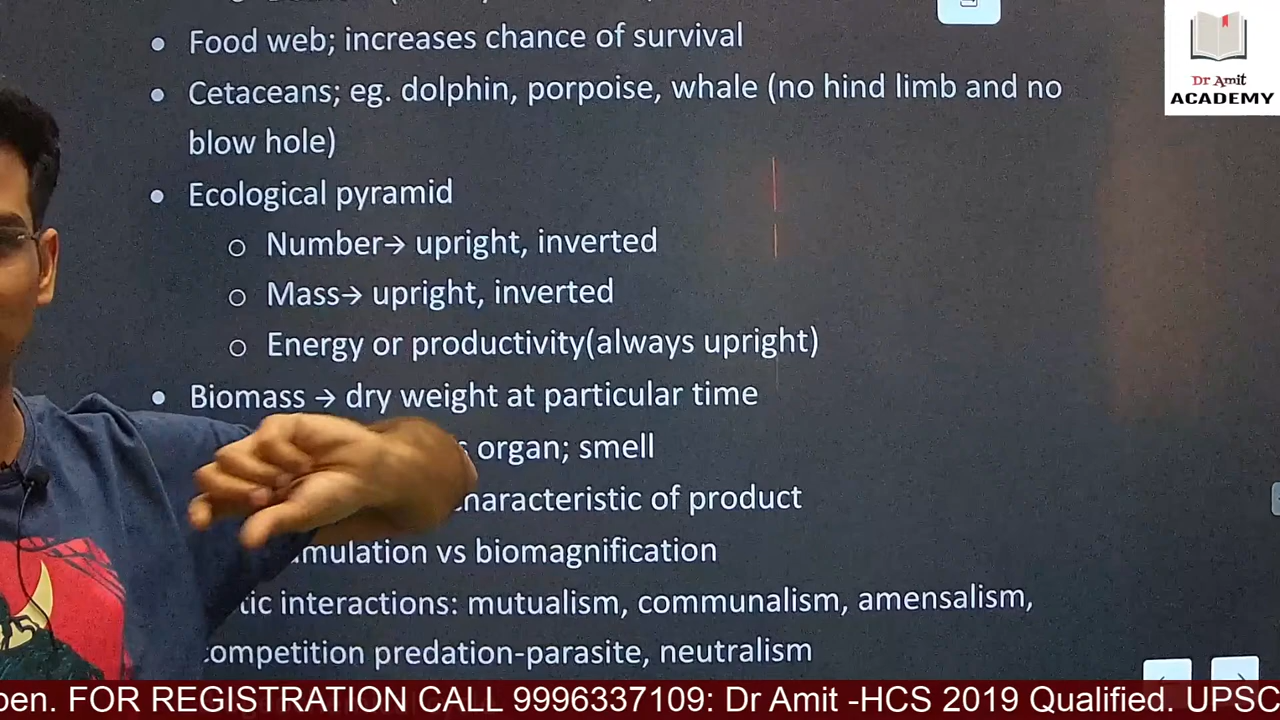 Food web; increases chance of survival
Dr Amit
ACADEMY
Cetaceans; eg. dolphin, porpoise, whale (no hind limb and no
blow hole)
Ecological pyramid
Number→ upright, inverted
Mass→ upright, inverted
Energy or productivity(always upright)
Biomass → dry weight at particular time
organ; smell
characteristic of product
vs biomagnification
interactions: mutualism, communalism, amensalism,
competition predation-parasite, neutralism
FOR REGISTRATION CALL 9996337109: Dr Amit -HCS 2019 Qualified. UPSC